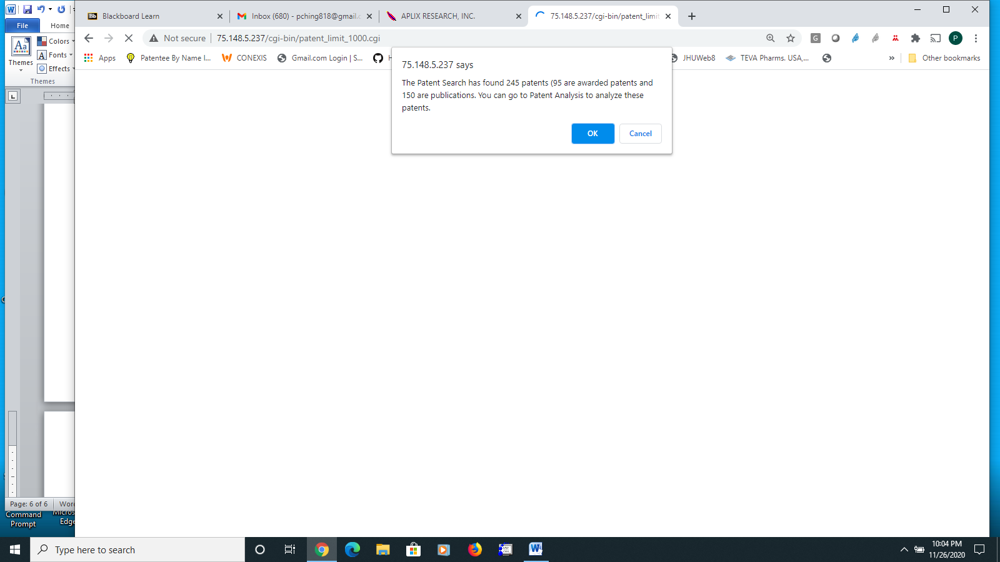 File
Home
Colors
Fonts
Effects
Themes
Themes
Page: 6 of 6
Command
Prompt
Edge
Blackboard Learn
Inbox (680) - pching818@gmail.c
APLIX RESEARCH, INC.
75.148.5.237/cgi-bin/patent_limit
Not secure
75.148.5.237/cgi-bin/patent_limit_1000.cgi
G
P
Apps
Patentee By Name I...
CONEXIS
Gmail.com Login | S...
JHUWeb8
TEVA Pharms. USA,...
Other bookmarks
75.148.5.237 says
The Patent Search has found 245 patents (95 are awarded patents and
150 are publications. You can go to Patent Analysis to analyze these
patents.
OK
Cancel
Type here to search
10:04 PM
11/26/2020